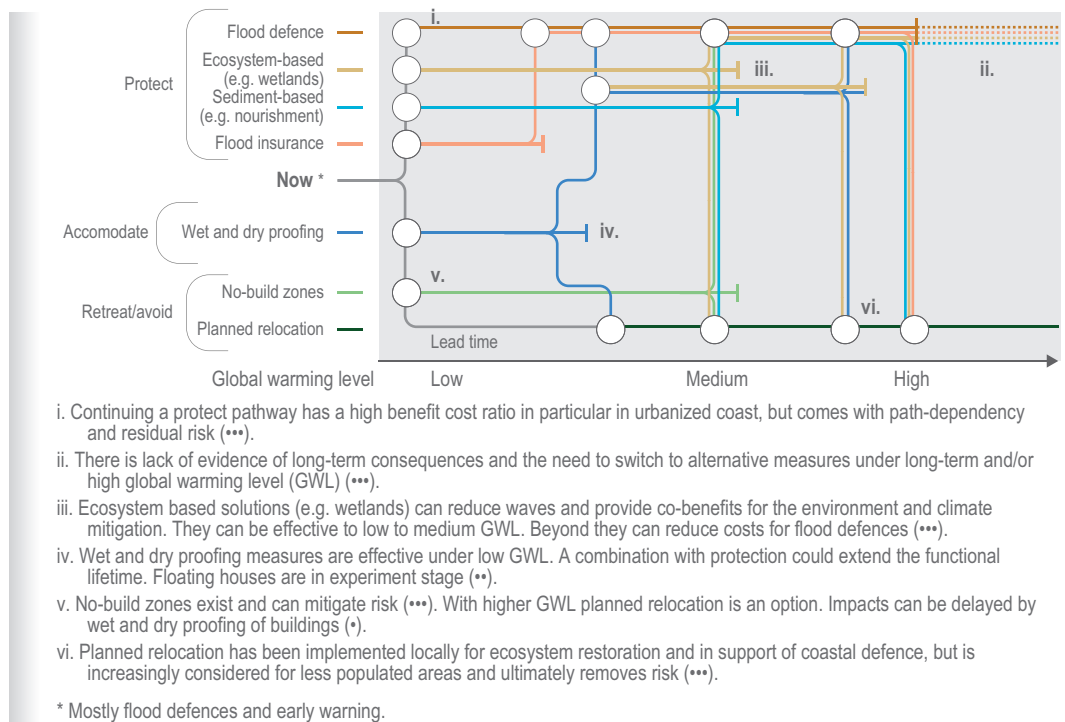 Flood defence
Ecosystem-based
(e.g. wetlands)
Protect
Sediment-based
(e.g. nourishment)
Flood insurance
Now *
Accomodate
Wet and dry proofing
No-build zones
Retreat/avoid
Planned relocation
i.
ii.
iii.
iv.
v.
vi.
Lead time
Global warming level
Low
Medium
High
i. Continuing a protect pathway has a high benefit cost ratio in particular in urbanized coast, but comes with path-dependency
and residual risk (•••).
ii. There is lack of evidence of long-term consequences and the need to switch to alternative measures under long-term and/or
high global warming level (GWL) (•••).
iii. Ecosystem based solutions (e.g. wetlands) can reduce waves and provide co-benefits for the environment and climate
mitigation. They can be effective to low to medium GWL. Beyond they can reduce costs for flood defences (•••).
iv. Wet and dry proofing measures are effective under low GWL. A combination with protection could extend the functional
lifetime. Floating houses are in experiment stage (••).
v. No-build zones exist and can mitigate risk (•••). With higher GWL planned relocation is an option. Impacts can be delayed by
wet and dry proofing of buildings (•).
vi. Planned relocation has been implemented locally for ecosystem restoration and in support of coastal defence, but is
increasingly considered for less populated areas and ultimately removes risk (•••).
* Mostly flood defences and early warning.